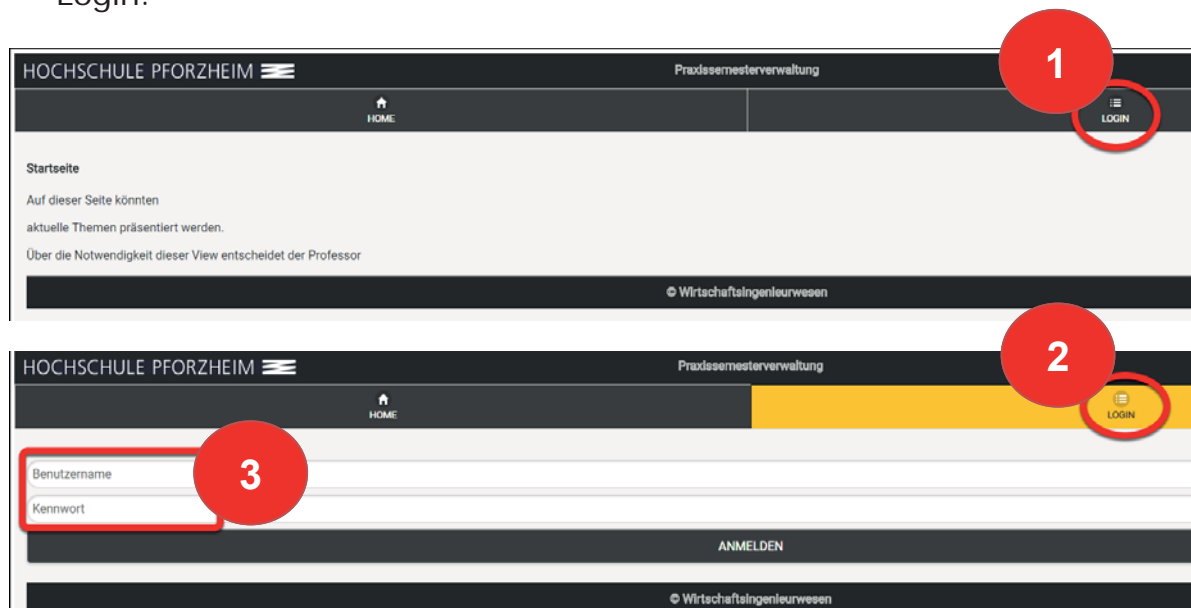 Login:
HOCHSCHULE PFORZHEIM
Praxissemesterverwaltung
1
HOME
LOGIN
Startseite
Auf dieser Seite könnten
aktuelle Themen präsentiert werden.
Über die Notwendigkeit dieser View entscheidet der Professor
© Wirtschaftsingenieurwesen
HOCHSCHULE PFORZHEIM
Praxissemesterverwaltung
2
HOME
LOGIN
Benutzername
3
Kennwort
ANMELDEN
© Wirtschaftsingenieurwesen